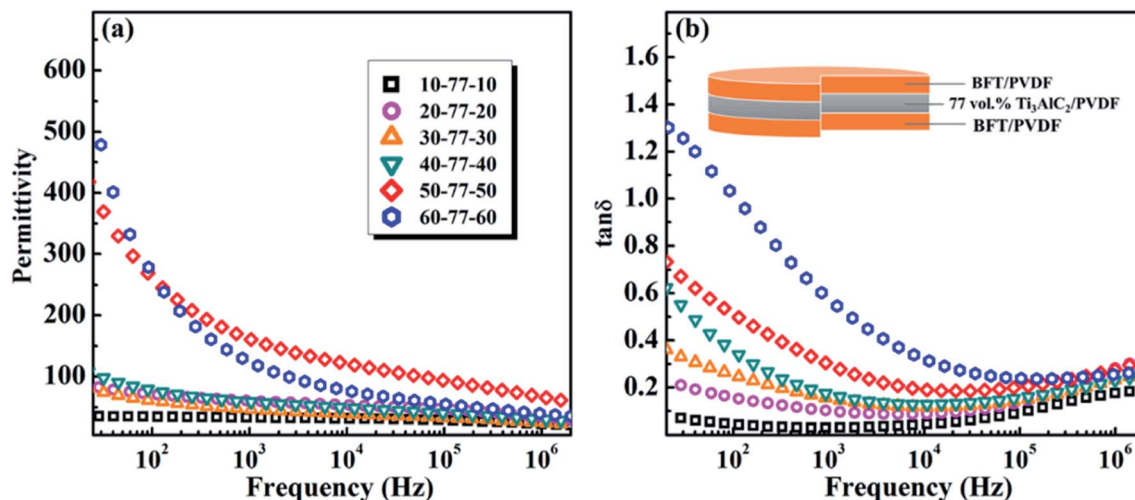 (a)
Permittivity
600
500
400
300
200
100
10-77-10
20-77-20
30-77-30
40-77-40
50-77-50
60-77-60
10² 10³ 10⁴ 10⁵ 10⁶
Frequency (Hz)
(b)
tanδ
1.6
1.4
1.2
1.0
0.8
0.6
0.4
0.2
BFT/PVDF
77 vol.% Ti₃AlC₂/PVDF
BFT/PVDF
10² 10³ 10⁴ 10⁵ 10⁶
Frequency (Hz)